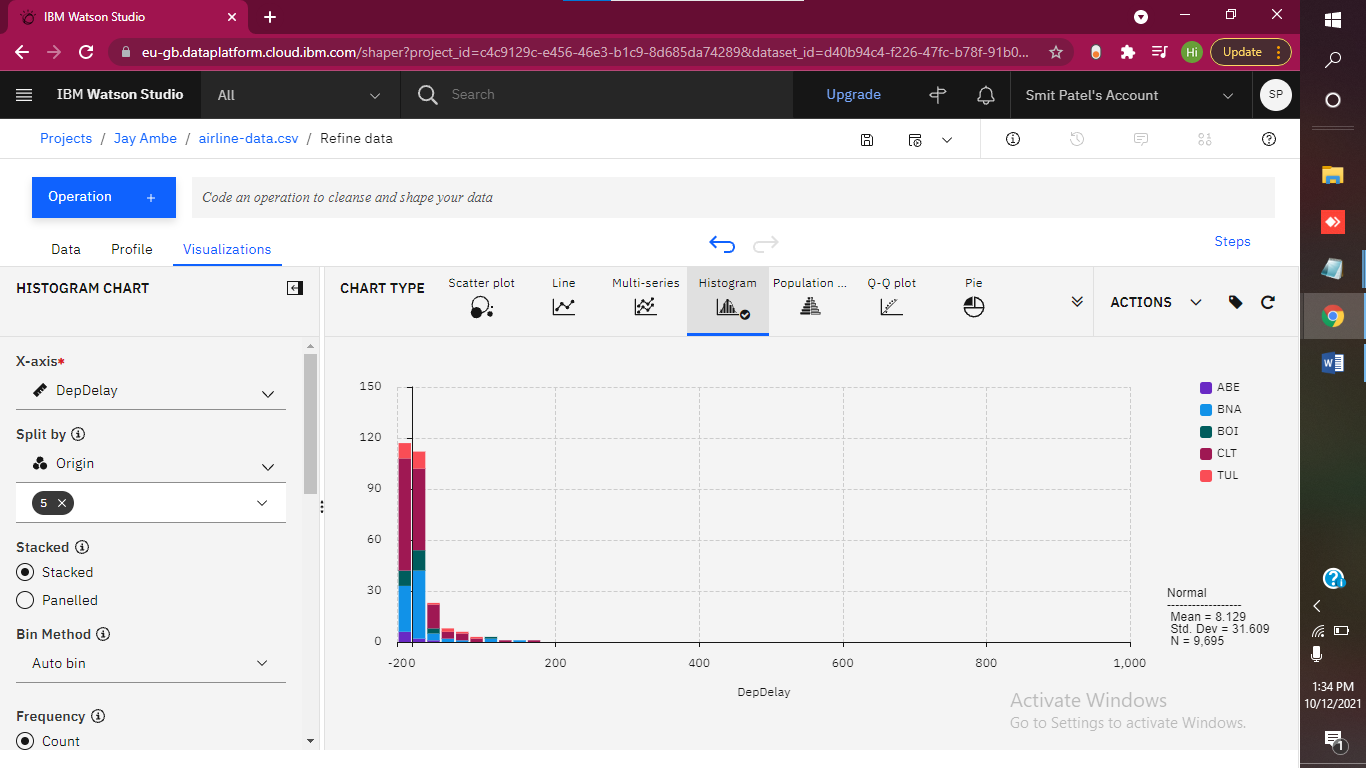 IBM Watson Studio
eu-gb.dataplatform.cloud.ibm.com/shaper?project_id=c4c9129c-e456-46e3-b1c9-8d685da74289&dataset_id=d40b94c4-f226-47fc-b78f-91b0...
Hi
Update
IBM Watson Studio
All
Search
Upgrade
Smit Patel's Account
SP
Projects / Jay Ambe / airline-data.csv / Refine data
Operation +
Code an operation to cleanse and shape your data
Data
Profile
Visualizations
Steps
HISTOGRAM CHART
CHART TYPE
Scatter plot
Line
Multi-series
Histogram
Population ...
Q-Q plot
Pie
ACTIONS
X-axis*
DepDelay
Split by
Origin
5 ×
Stacked
Stacked
Panelled
Bin Method
Auto bin
Frequency
Count
150
120
90
60
30
0
-200
200
400
600
800
1,000
DepDelay
ABE
BNA
BOI
CLT
TUL
Normal
------------------
Mean = 8.129
Std. Dev = 31.609
N = 9,695
Activate Windows
Go to Settings to activate Windows.
W
1:34 PM
10/12/2021
1